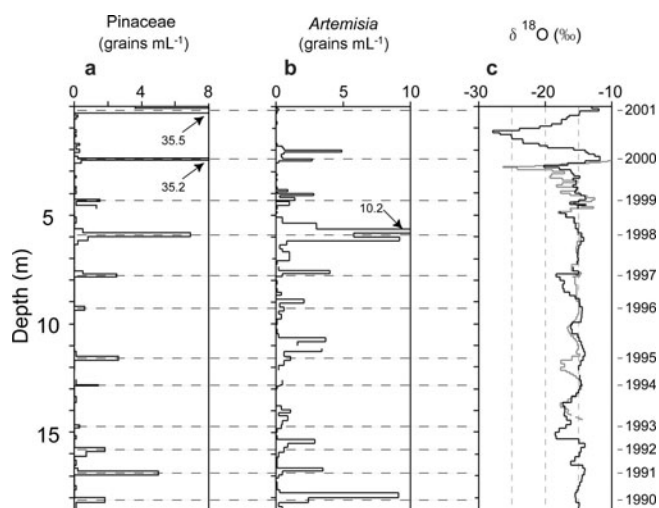 Pinaceae
(grains mL⁻¹)
Artemisia
(grains mL⁻¹)
δ ¹⁸O (‰)
a
b
c
0 2 4 6 8
0 5 10
-30 -20 -10
35.5
35.2
10.2
Depth (m)
5
10
15
2001
2000
1999
1998
1997
1996
1995
1994
1993
1992
1991
1990